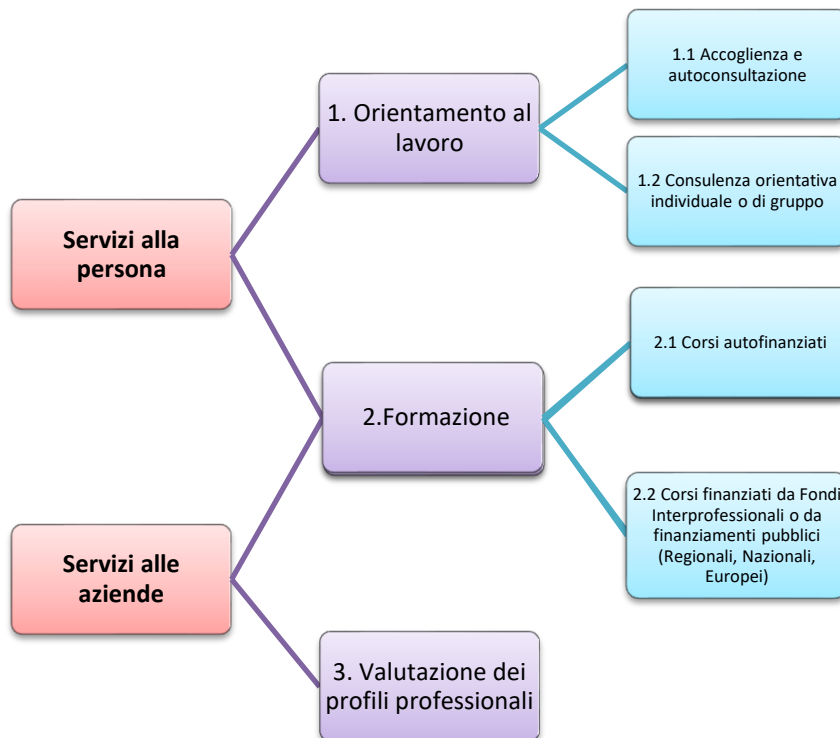 1.1 Accoglienza e
autoconsultazione
1. Orientamento al
lavoro
1.2 Consulenza orientativa
individuale o di gruppo
Servizi alla
persona
2.1 Corsi autofinanziati
2.Formazione
2.2 Corsi finanziati da Fondi
Interprofessionali o da
finanziamenti pubblici
(Regionali, Nazionali,
Europei)
Servizi alle
aziende
3. Valutazione dei
profili professionali